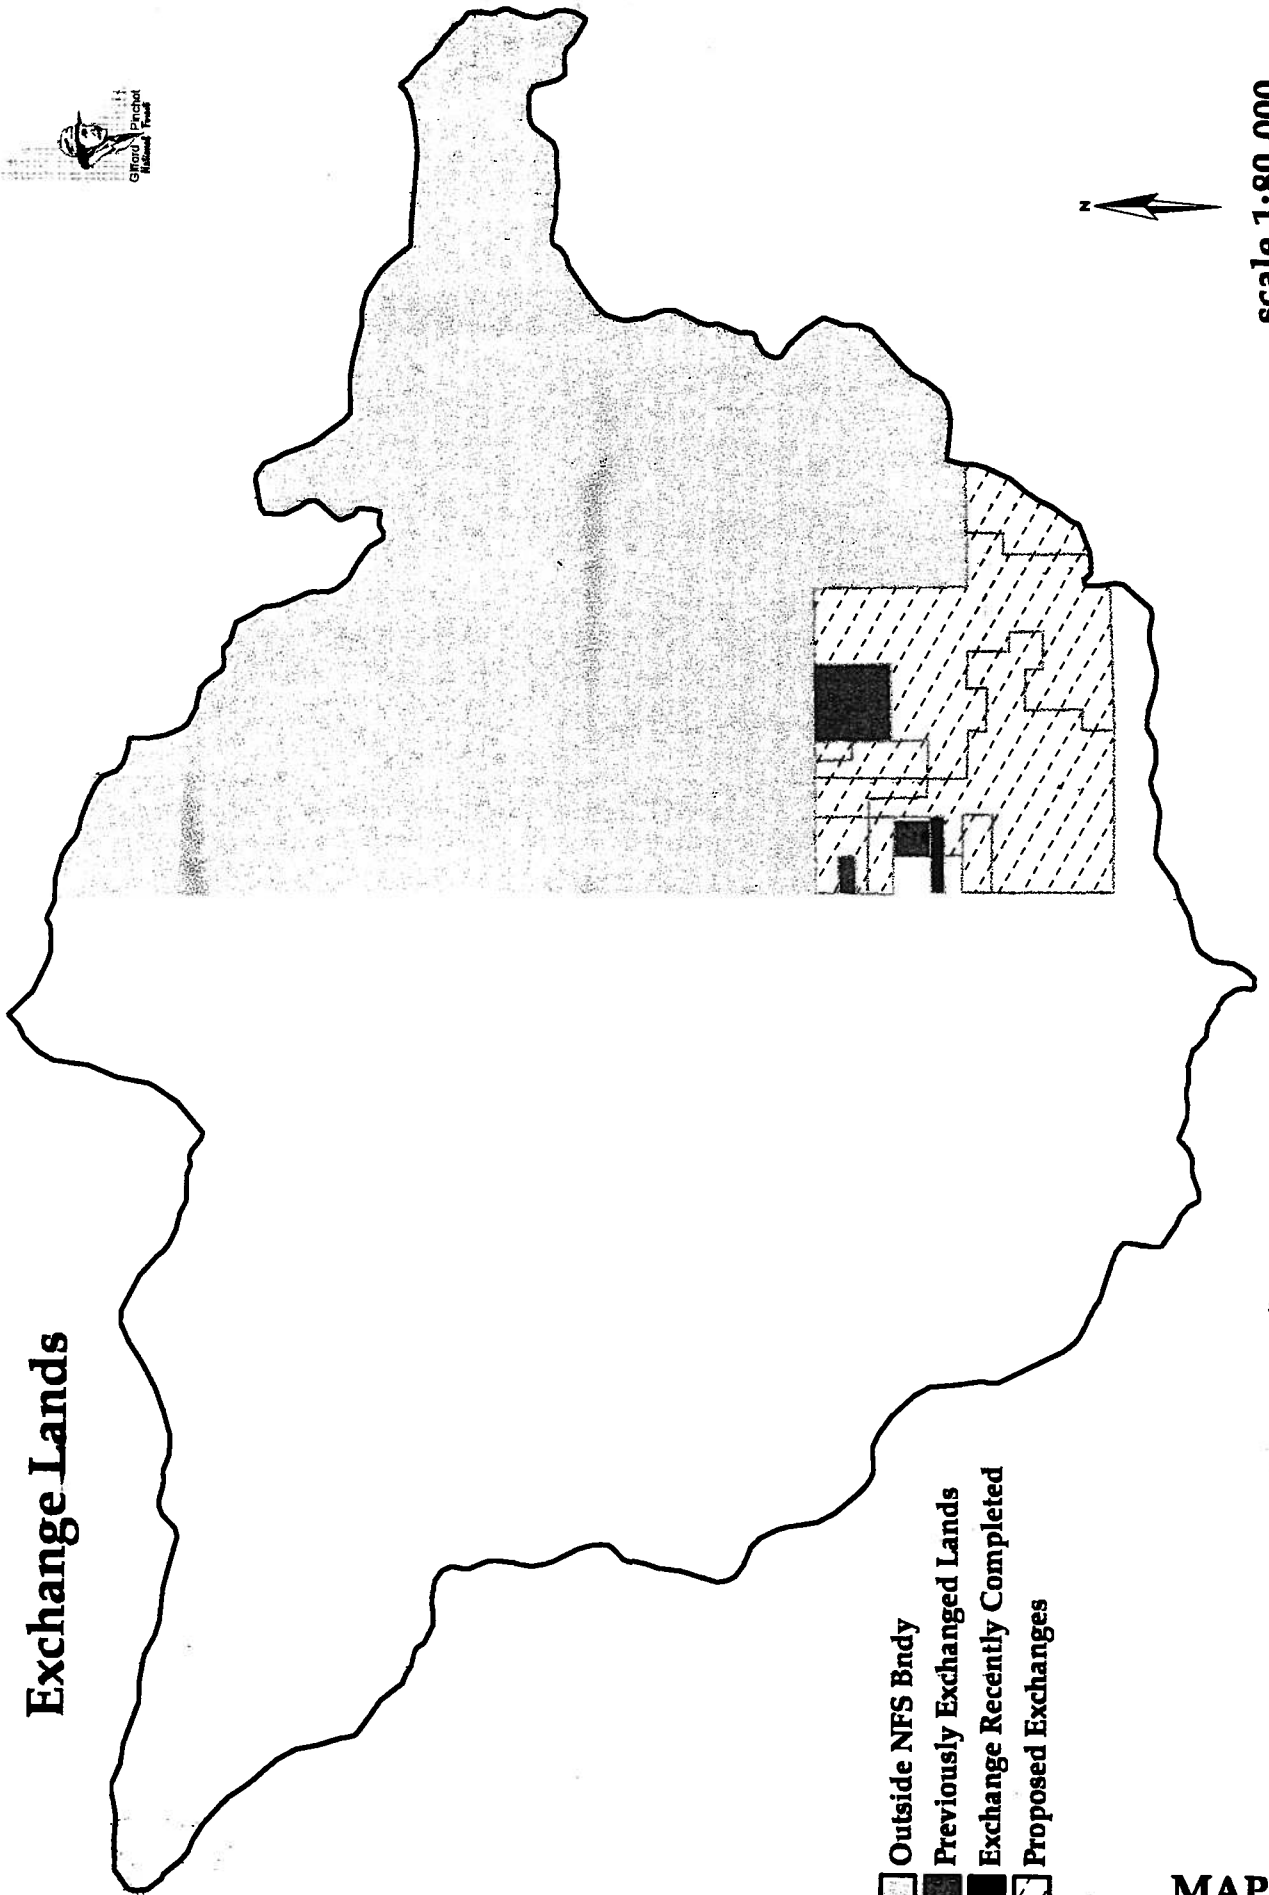 Exchange Lands
Gifford Pinchot
National Forest
Outside NFS Bndy
Previously Exchanged Lands
Exchange Recently Completed
Proposed Exchanges
N
scale 1:80,000
MAP